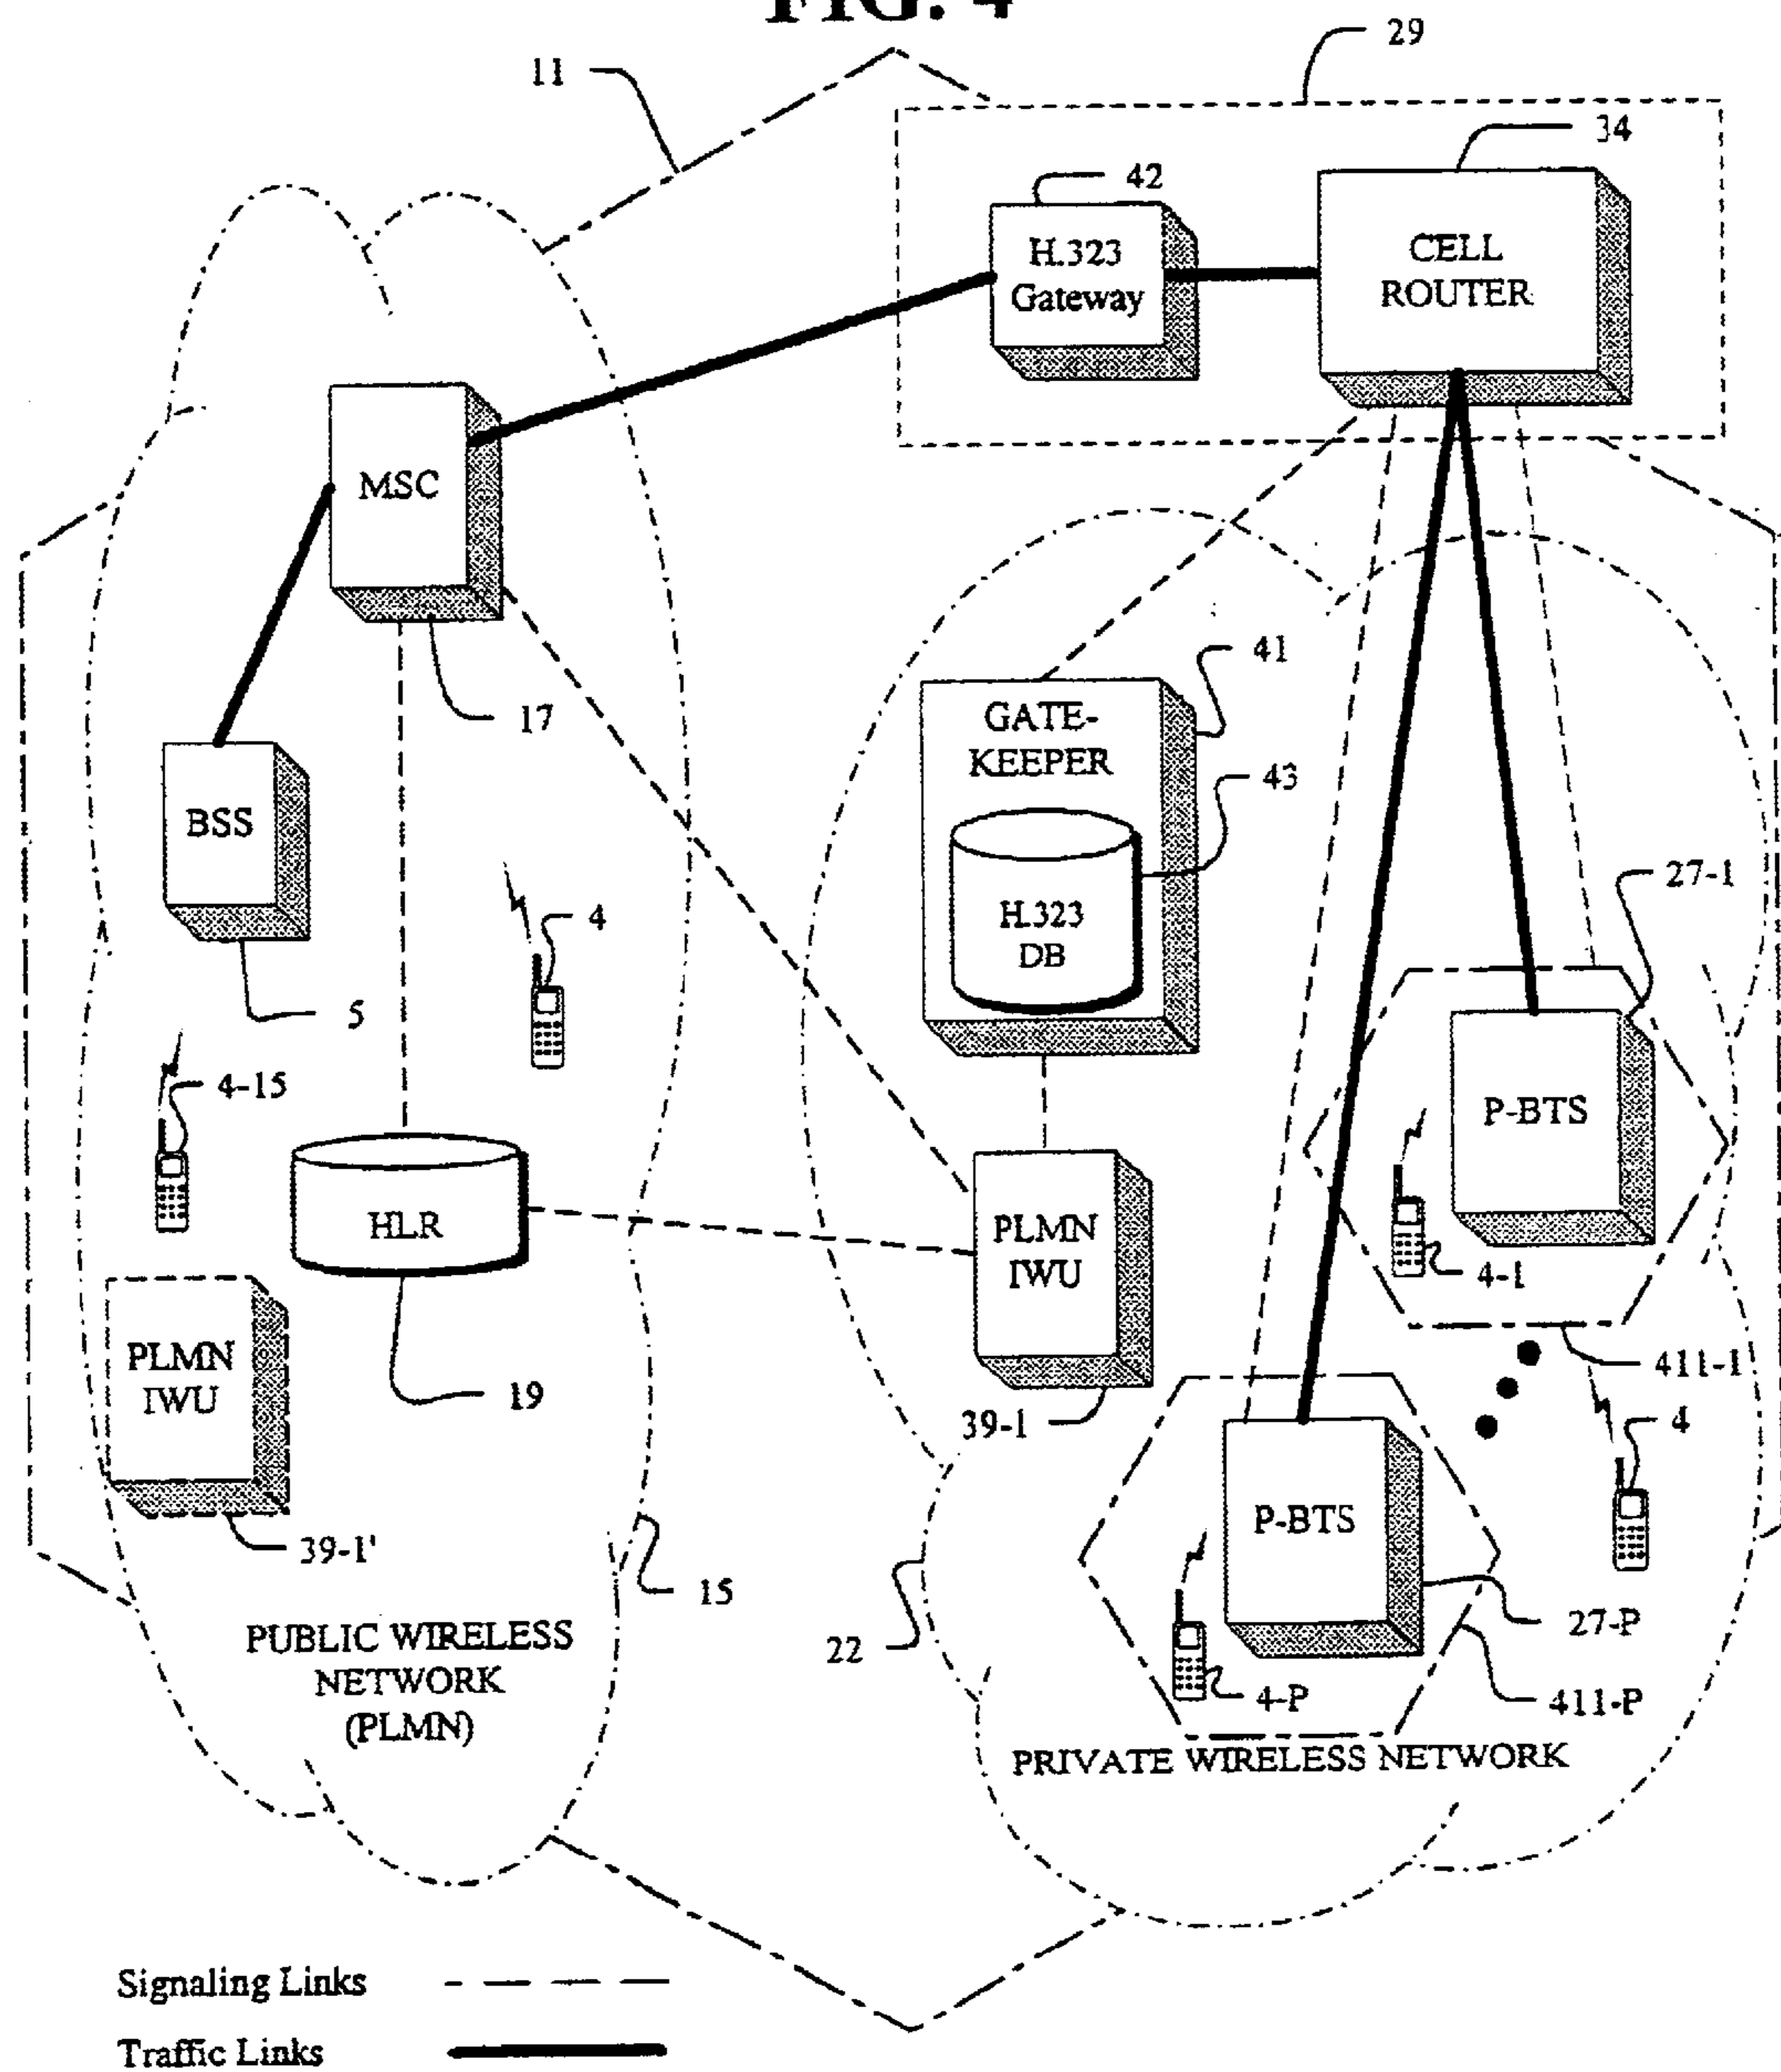 FIG. 4
29
11
34
42
H.323
Gateway
CELL
ROUTER
MSC
41
17
GATE-
KEEPER
43
BSS
27-1
4
H.323
DB
5
4-15
P-BTS
HLR
PLMN
IWU
4-1
PLMN
IWU
411-1
19
39-1
4
P-BTS
39-1'
15
22
27-P
PUBLIC WIRELESS
NETWORK
(PLMN)
4-P
411-P
PRIVATE WIRELESS NETWORK
Signaling Links
Traffic Links